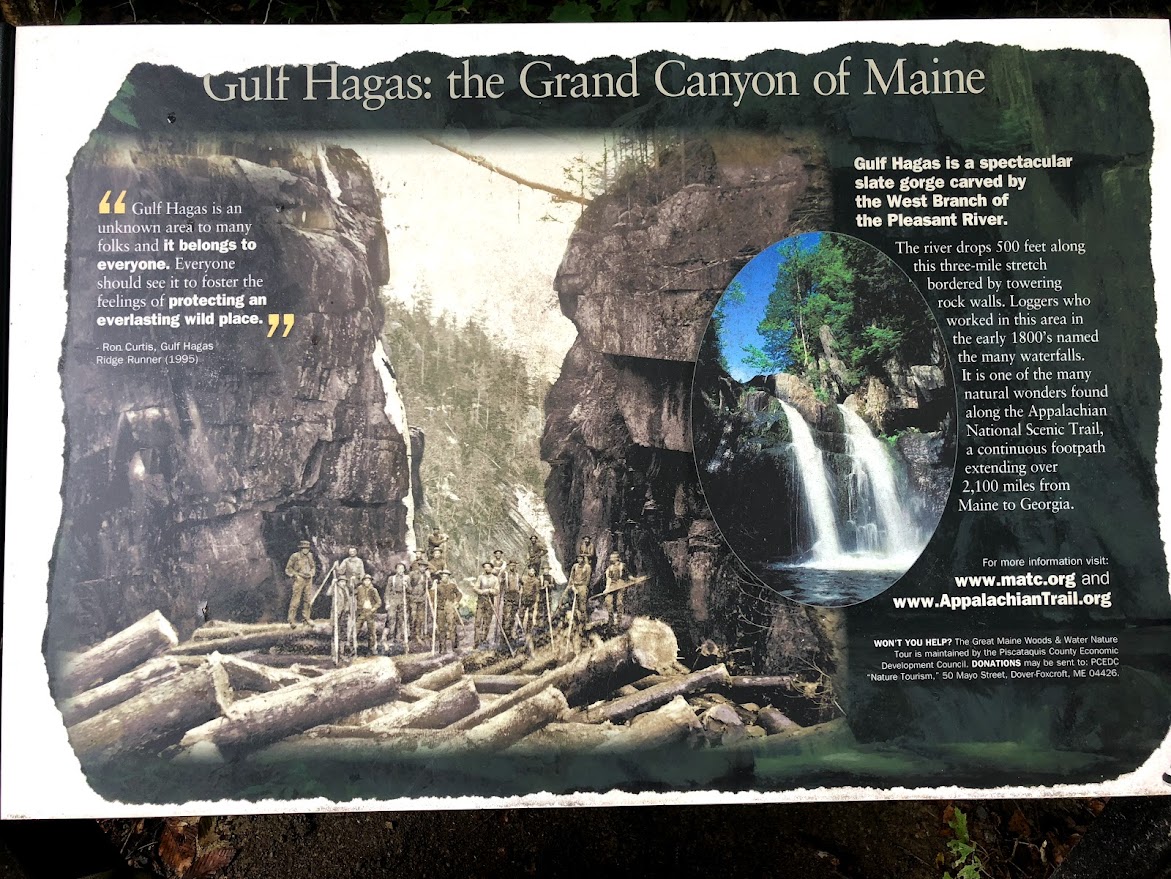 Gulf Hagas: the Grand Canyon of Maine
“ Gulf Hagas is an
unknown area to many
folks and it belongs to
everyone. Everyone
should see it to foster the
feelings of protecting an
everlasting wild place. ”
- Ron Curtis, Gulf Hagas
Ridge Runner (1995)
Gulf Hagas is a spectacular
slate gorge carved by
the West Branch of
the Pleasant River.
The river drops 500 feet along
this three-mile stretch
bordered by towering
rock walls. Loggers who
worked in this area in
the early 1800's named
the many waterfalls.
It is one of the many
natural wonders found
along the Appalachian
National Scenic Trail,
a continuous footpath
extending over
2,100 miles from
Maine to Georgia.
For more information visit:
www.matc.org and
www.AppalachianTrail.org
WON'T YOU HELP? The Great Maine Woods & Water Nature
Tour is maintained by the Piscataquis County Economic
Development Council. DONATIONS may be sent to: PCEDC
"Nature Tourism," 50 Mayo Street, Dover-Foxcroft, ME 04426.